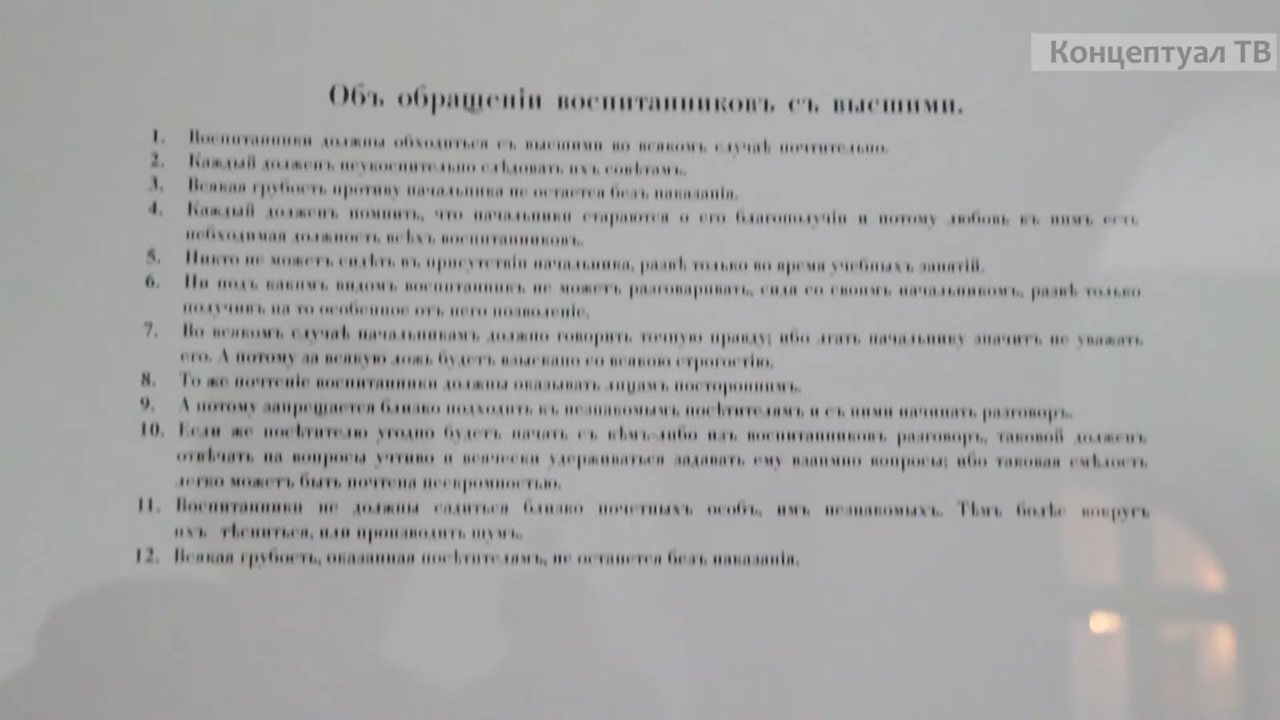 Концептуал ТВ
Объ обращеніи воспитанниковъ съ высшими.
1. Воспитанники должны обходиться съ высшими во всякомъ случаѣ почтительно.
2. Каждый долженъ неукоснительно слѣдовать ихъ совѣтамъ.
3. Всякая грубость противу начальника не остается безъ наказанія.
4. Каждый долженъ помнить, что начальники стараются о его благополучіи и потому любовь къ нимъ есть
небходимая должность всѣхъ воспитанниковъ.
5. Никто не можетъ сидѣть въ присутствіи начальника, развѣ только во время учебныхъ занятій.
6. Ни подъ какимъ видомъ воспитанникъ не можетъ разговаривать, сидя со своимъ начальникомъ, развѣ только
получивъ на то особенное отъ него позволеніе.
7. Во всякомъ случаѣ начальникамъ должно говорить точную правду; ибо лгать начальнику значитъ не уважать
его. А потому за всякую ложь будетъ взыскано со всякою строгостію.
8. То же почтеніе воспитанники должны оказывать лицамъ постороннимъ.
9. А потому запрещается близко подходить къ незнакомымъ посѣтителямъ и съ ними начинать разговоръ.
10. Если же посѣтителю угодно будетъ начать съ кѣмъ-либо изъ воспитанниковъ разговоръ, таковой долженъ
отвѣчать на вопросы учтиво и всячески удерживаться задавать ему взаимно вопросы; ибо таковая смѣлость
легко можетъ быть почтена нескромностью.
11. Воспитанники не должны садиться близко почетныхъ особъ, имъ незнакомыхъ. Тѣмъ болѣе вокругъ
ихъ тѣсниться, или производить шумъ.
12. Всякая грубость, оказанная посѣтителямъ, не останется безъ наказанія.